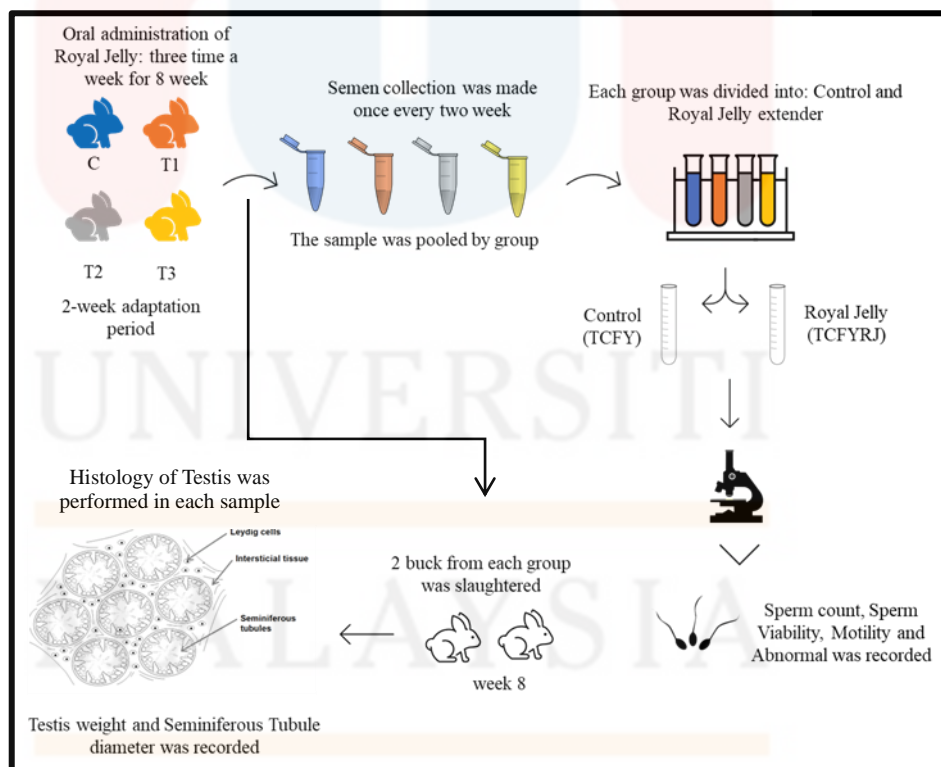 Oral administration of
Royal Jelly: three time a
week for 8 week
C
T1
T2
T3
2-week adaptation
period
Semen collection was made
once every two week
The sample was pooled by group
Each group was divided into: Control and
Royal Jelly extender
Control
(TCFY)
Royal Jelly
(TCFYRJ)
Sperm count, Sperm
Viability, Motility and
Abnormal was recorded
2 buck from each group
was slaughtered
week 8
Histology of Testis was
performed in each sample
Leydig cells
Intersticial tissue
Seminiferous
tubules
Testis weight and Seminiferous Tubule
diameter was recorded
UNIVERSITI
MALAYSIA